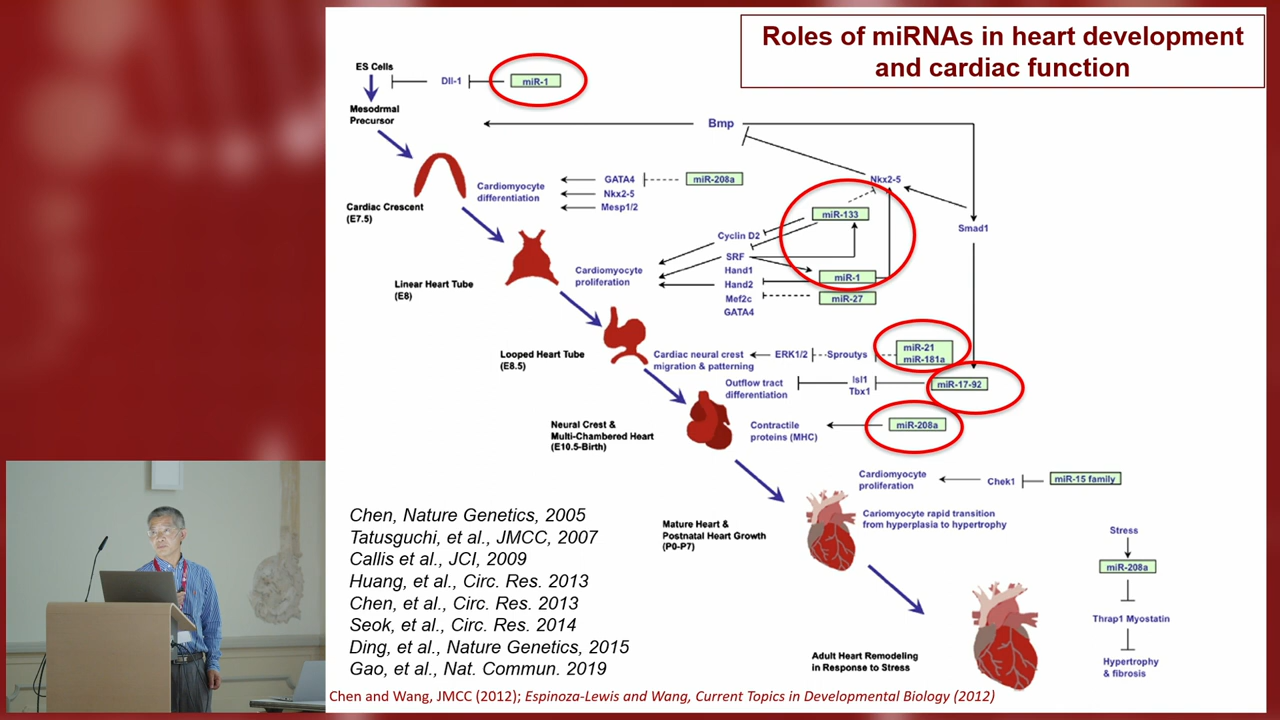 Roles of miRNAs in heart development
and cardiac function
ES Cells
Dll-1
miR-1
Mesodrmal
Precursor
Bmp
Cardiomyocyte
differentiation
GATA4
miR-208a
Nkx2-5
Mesp1/2
Nkx2-5
Cardiac Crescent
(E7.5)
miR-133
Smad1
Cyclin D2
SRF
Cardiomyocyte
proliferation
Hand1
Hand2
Mef2c
GATA4
miR-1
miR-27
Linear Heart Tube
(E8)
Looped Heart Tube
(E8.5)
Cardiac neural crest
migration & patterning
ERK1/2
Sproutys
miR-21
miR-181a
Outflow tract
differentiation
Isl1
Tbx1
miR-17-92
Neural Crest &
Multi-Chambered Heart
(E10.5-Birth)
Contractile
proteins (MHC)
miR-208a
Cardiomyocyte
proliferation
Chek1
miR-15 family
Cariomyocyte rapid transition
from hyperplasia to hypertrophy
Mature Heart &
Postnatal Heart Growth
(P0-P7)
Stress
miR-208a
Thrap1 Myostatin
Hypertrophy
& fibrosis
Adult Heart Remodeling
in Response to Stress
Chen, Nature Genetics, 2005
Tatusguchi, et al., JMCC, 2007
Callis et al., JCI, 2009
Huang, et al., Circ. Res. 2013
Chen, et al., Circ. Res. 2013
Seok, et al., Circ. Res. 2014
Ding, et al., Nature Genetics, 2015
Gao, et al., Nat. Commun. 2019
Chen and Wang, JMCC (2012); Espinoza-Lewis and Wang, Current Topics in Developmental Biology (2012)